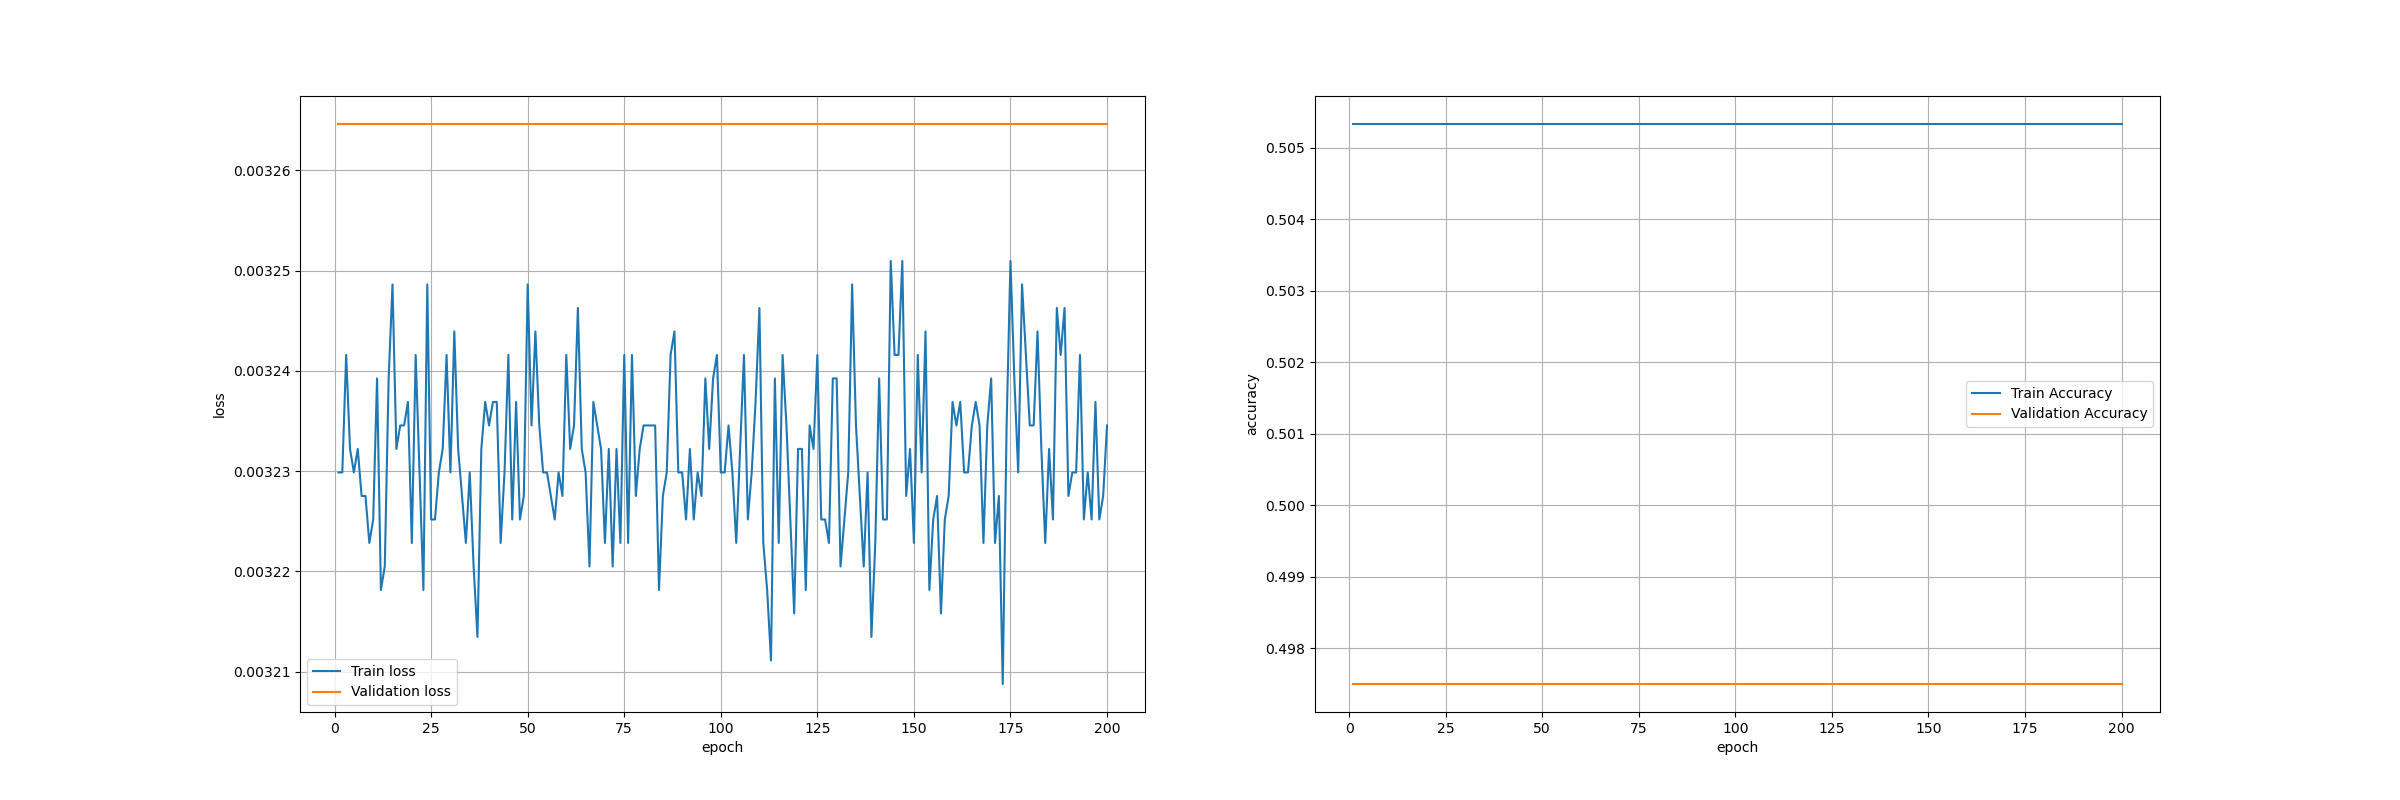 0.00326
0.00325
0.00324
0.00323
0.00322
0.00321
loss
Train loss
Validation loss
0 25 50 75 100 125 150 175 200
epoch
0.505
0.504
0.503
0.502
0.501
0.500
0.499
0.498
accuracy
Train Accuracy
Validation Accuracy
0 25 50 75 100 125 150 175 200
epoch